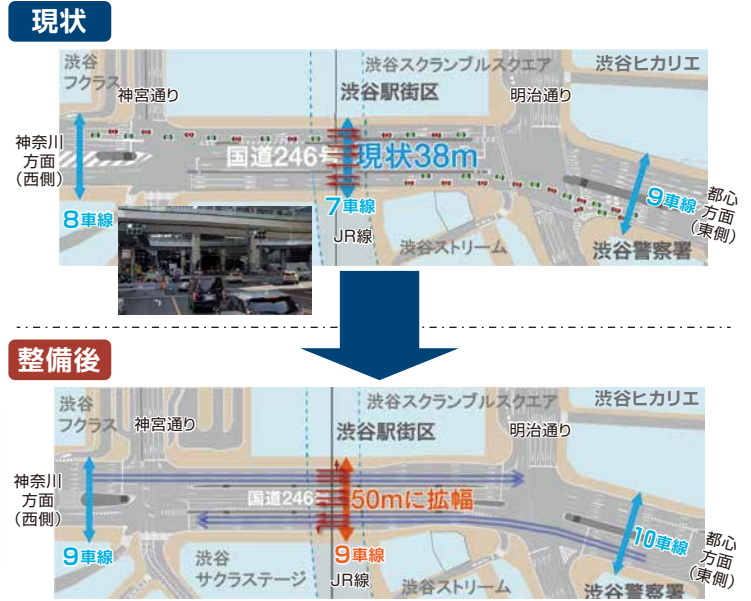 現状
渋谷
フクラス
神宮通り
渋谷スクランブルスクエア
渋谷ヒカリエ
渋谷駅街区
明治通り
神奈川
方面
(西側)
国道246号
現状38m
8車線
7車線
9車線
都心
方面
(東側)
JR線
渋谷ストリーム
渋谷警察署
整備後
渋谷
フクラス
神宮通り
渋谷スクランブルスクエア
渋谷ヒカリエ
渋谷駅街区
明治通り
神奈川
方面
(西側)
国道246号
50mに拡幅
9車線
9車線
10車線
都心
方面
(東側)
渋谷
サクラステージ
JR線
渋谷ストリーム
渋谷警察署